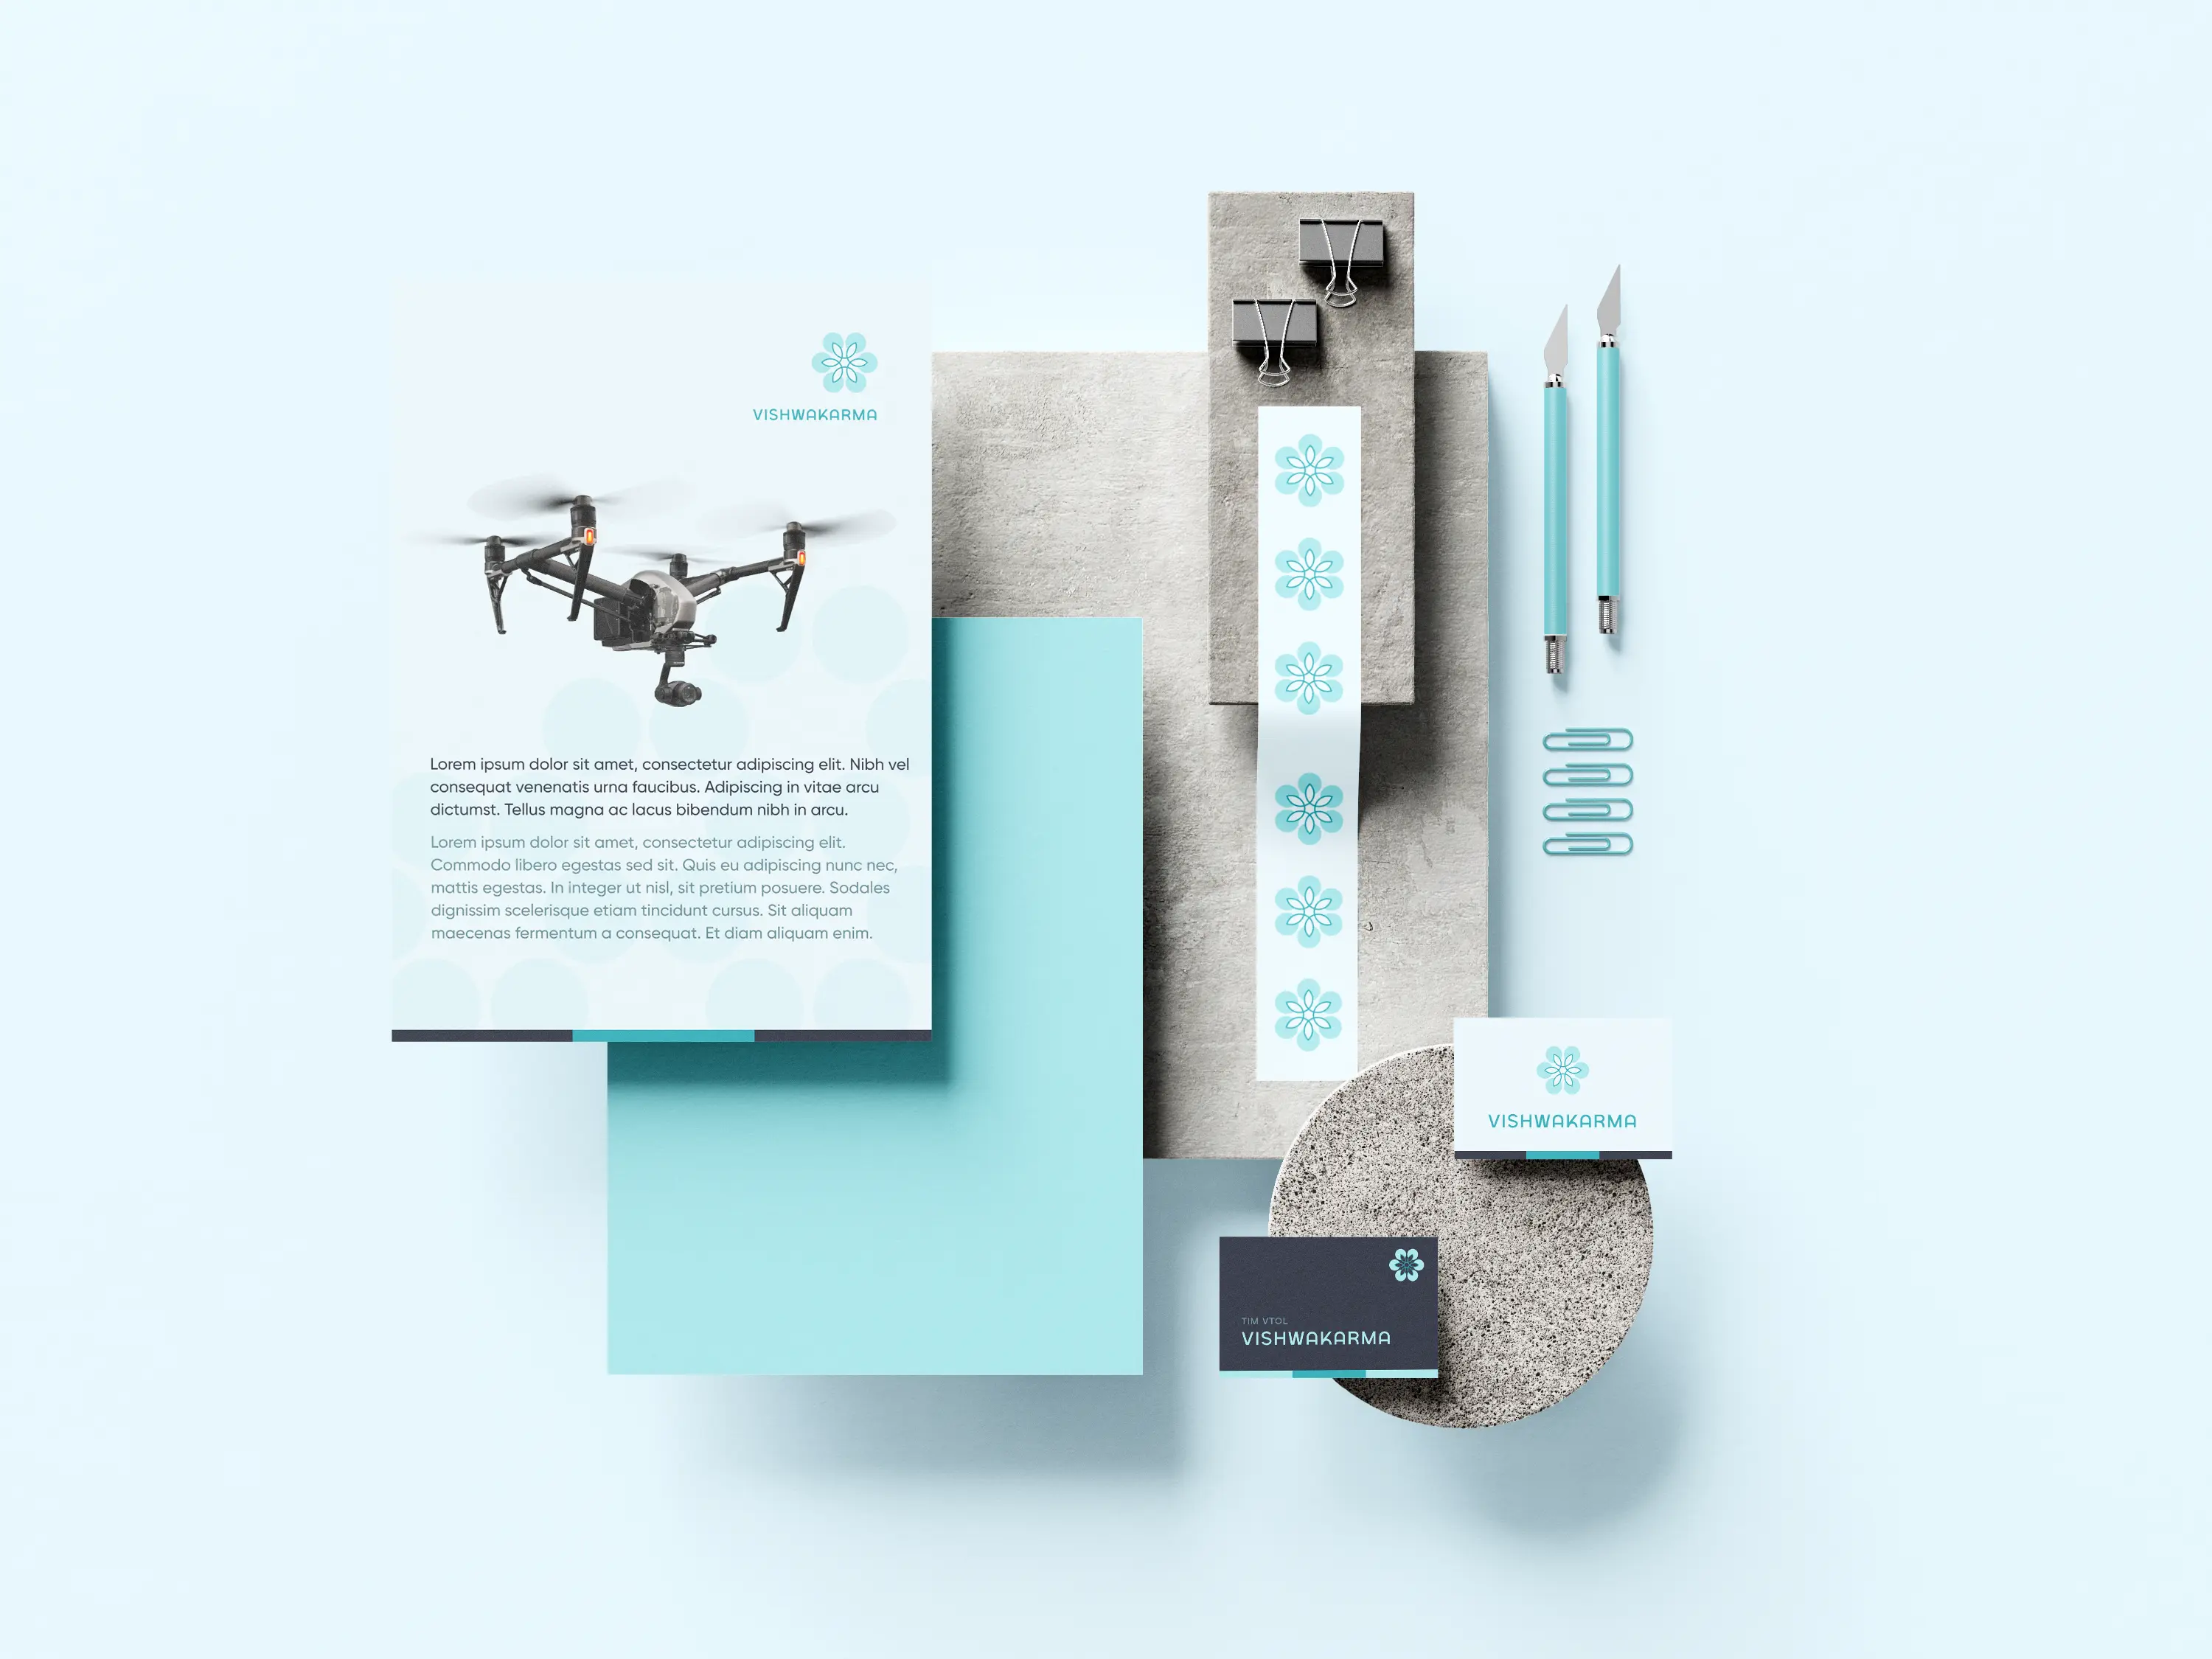 VISHWAKARMA
Lorem ipsum dolor sit amet, consectetur adipiscing elit. Nibh vel
consequat venenatis urna faucibus. Adipiscing in vitae arcu
dictumst. Tellus magna ac lacus bibendum nibh in arcu.
Lorem ipsum dolor sit amet, consectetur adipiscing elit.
Commodo libero egestas sed sit. Quis eu adipiscing nunc nec,
mattis egestas. In integer ut nisl, sit pretium posuere. Sodales
dignissim scelerisque etiam tincidunt cursus. Sit aliquam
maecenas fermentum a consequat. Et diam aliquam enim.
VISHWAKARMA
TIM VTOL
VISHWAKARMA